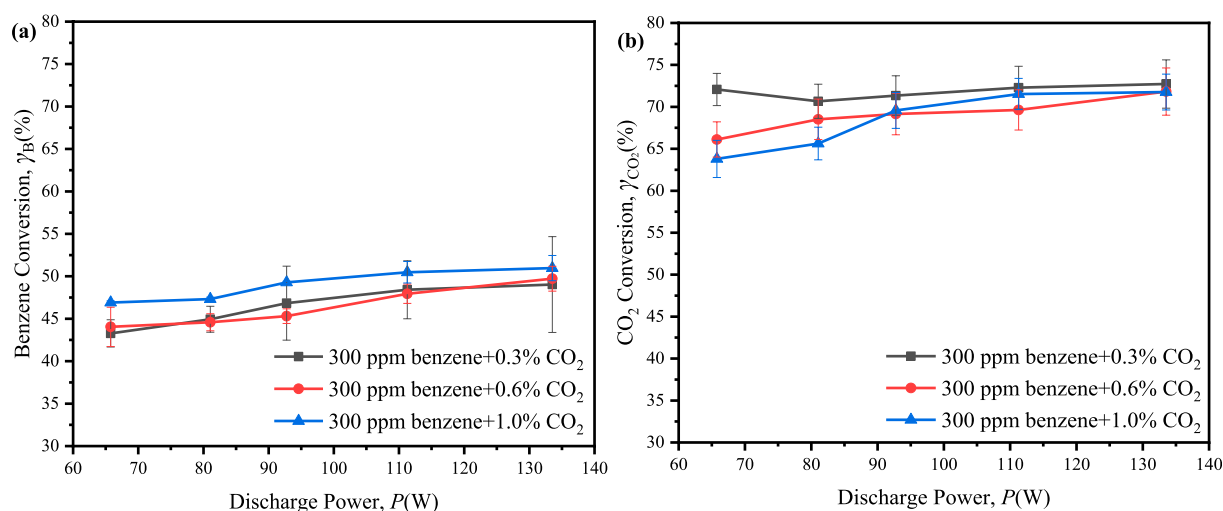 (a)
80
75
70
65
60
55
50
45
40
35
30
60 70 80 90 100 110 120 130 140
Benzene Conversion, γB(%)
Discharge Power, P(W)
300 ppm benzene+0.3% CO₂
300 ppm benzene+0.6% CO₂
300 ppm benzene+1.0% CO₂
(b)
80
75
70
65
60
55
50
45
40
35
30
60 70 80 90 100 110 120 130 140
CO₂ Conversion, γCO₂(%)
Discharge Power, P(W)
300 ppm benzene+0.3% CO₂
300 ppm benzene+0.6% CO₂
300 ppm benzene+1.0% CO₂